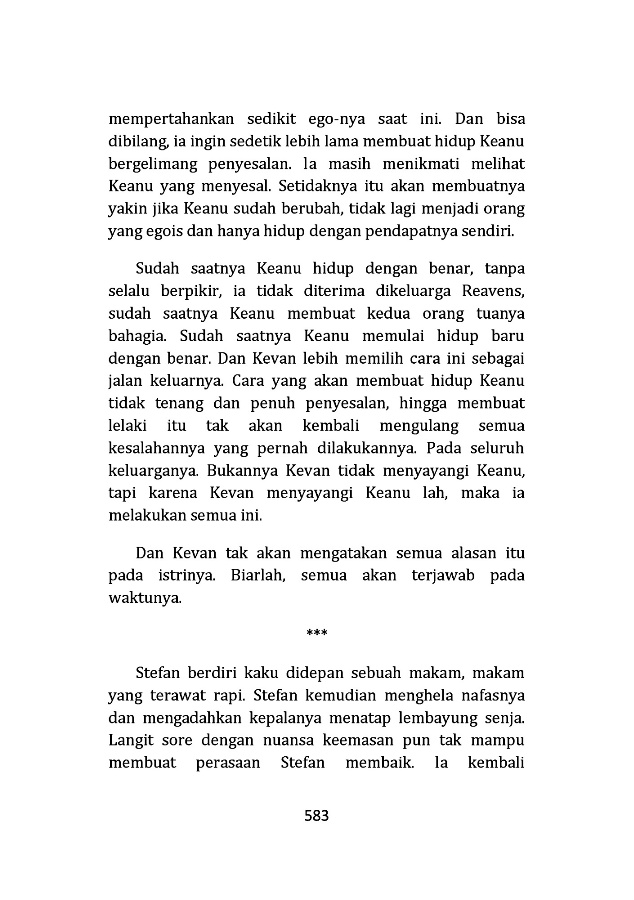 mempertahankan sedikit ego-nya saat ini. Dan bisa
dibilang, ia ingin sedetik lebih lama membuat hidup Keanu
bergelimang penyesalan. Ia masih menikmati melihat
Keanu yang menyesal. Setidaknya itu akan membuatnya
yakin jika Keanu sudah berubah, tidak lagi menjadi orang
yang egois dan hanya hidup dengan pendapatnya sendiri.
Sudah saatnya Keanu hidup dengan benar, tanpa
selalu berpikir, ia tidak diterima dikeluarga Reavens,
sudah saatnya Keanu membuat kedua orang tuanya
bahagia. Sudah saatnya Keanu memulai hidup baru
dengan benar. Dan Kevan lebih memilih cara ini sebagai
jalan keluarnya. Cara yang akan membuat hidup Keanu
tidak tenang dan penuh penyesalan, hingga membuat
lelaki itu tak akan kembali mengulang semua
kesalahannya yang pernah dilakukannya. Pada seluruh
keluarganya. Bukannya Kevan tidak menyayangi Keanu,
tapi karena Kevan menyayangi Keanu lah, maka ia
melakukan semua ini.
Dan Kevan tak akan mengatakan semua alasan itu
pada istrinya. Biarlah, semua akan terjawab pada
waktunya.
***
Stefan berdiri kaku didepan sebuah makam, makam
yang terawat rapi. Stefan kemudian menghela nafasnya
dan mengadahkan kepalanya menatap lembayung senja.
Langit sore dengan nuansa keemasan pun tak mampu
membuat perasaan Stefan membaik. Ia kembali
583